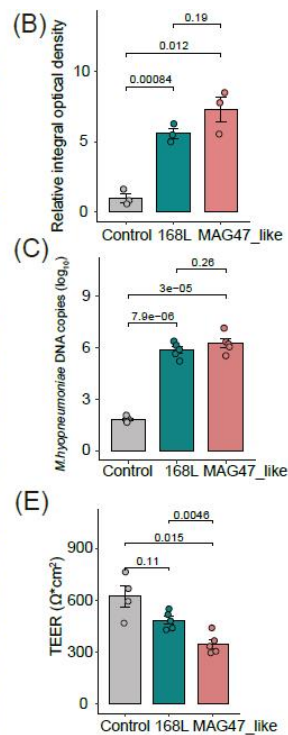 (B)
Relative integral optical density
0.19
0.012
0.00084
10
5
0
Control 168L MAG47_like
(C)
M.hyopneumoniae DNA copies (log10)
0.26
3e-05
7.9e-06
9
6
3
0
Control 168L MAG47_like
(E)
TEER (Ω*cm²)
0.0046
0.015
0.11
900
600
300
0
Control 168L MAG47_like